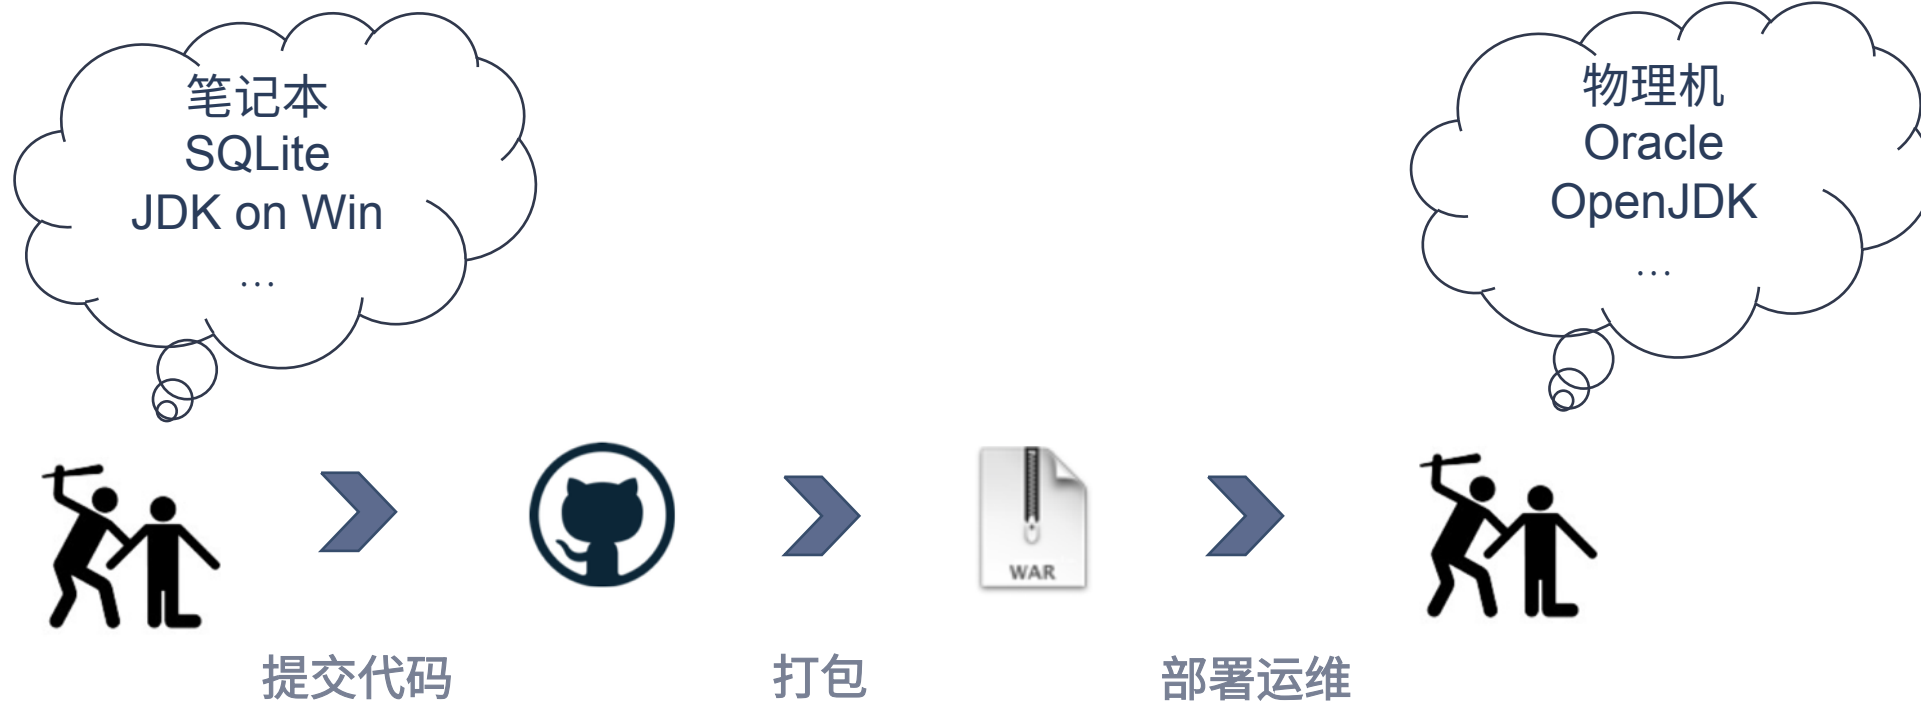 笔记本
SQLite
JDK on Win
...
物理机
Oracle
OpenJDK
...
WAR
提交代码
打包
部署运维